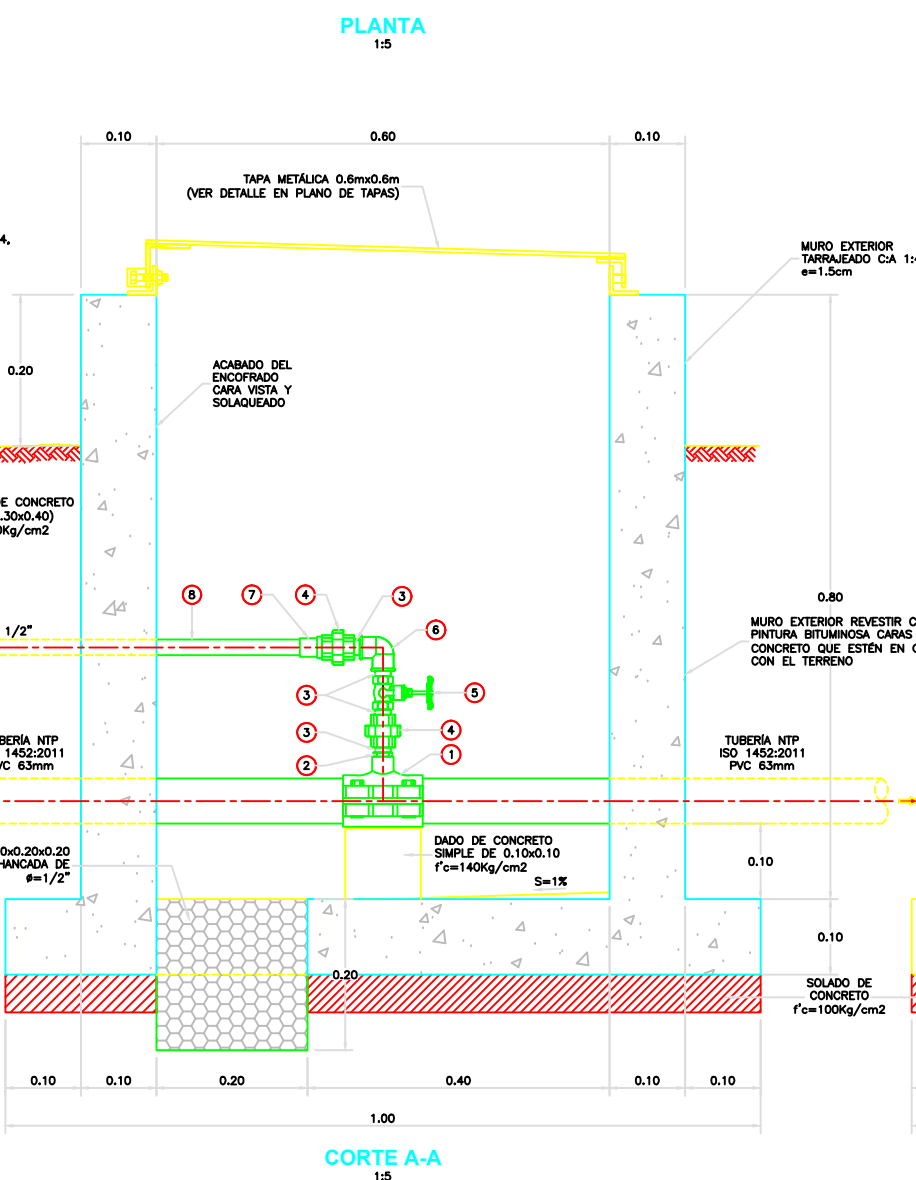 PLANTA
1:5
0.10
0.60
0.10
TAPA METÁLICA 0.6mx0.6m
(VER DETALLE EN PLANO DE TAPAS)
4,
MURO EXTERIOR
TARRAJEADO C:A 1:
e=1.5cm
0.20
ACABADO DEL
ENCOFRADO
CARA VISTA Y
SOLAQUEADO
E CONCRETO
.30x0.40)
Kg/cm2
8
7
4
3
6
0.80
1/2"
MURO EXTERIOR REVESTIR C
PINTURA BITUMINOSA CARAS
CONCRETO QUE ESTÉN EN
CON EL TERRENO
3
5
3
4
2
1
BERÍA NTP
1452:2011
VC 63mm
TUBERÍA NTP
ISO 1452:2011
PVC 63mm
0x0.20x0.20
HANCADA DE
ø=1/2"
DADO DE CONCRETO
SIMPLE DE 0.10x0.10
f'c=140Kg/cm2
S=1%
0.10
0.10
0.20
SOLADO DE
CONCRETO
f'c=100Kg/cm2
0.10
0.10
0.20
0.40
0.10
0.10
1.00
CORTE A-A
1:5